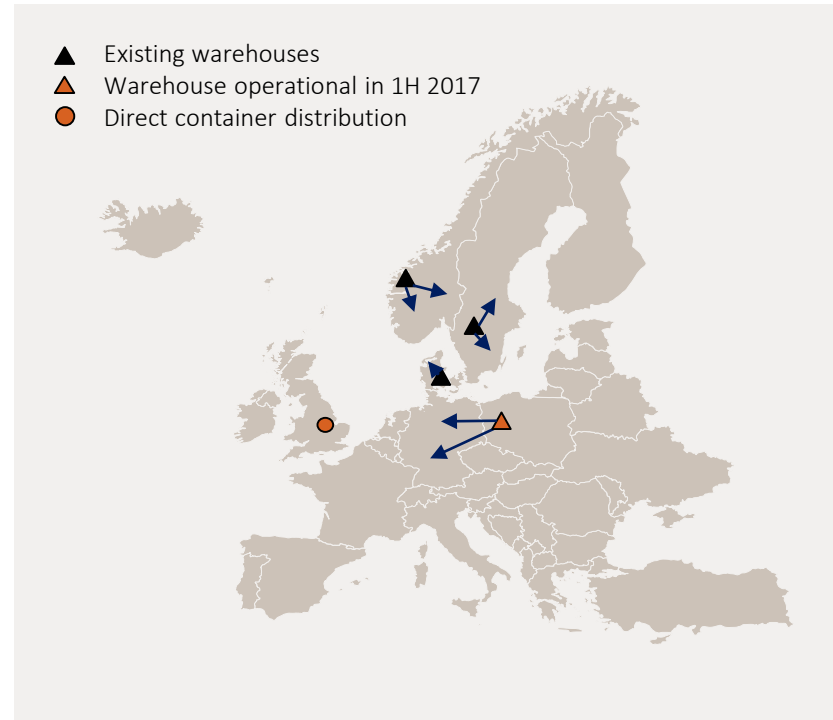 Existing warehouses
Warehouse operational in 1H 2017
Direct container distribution